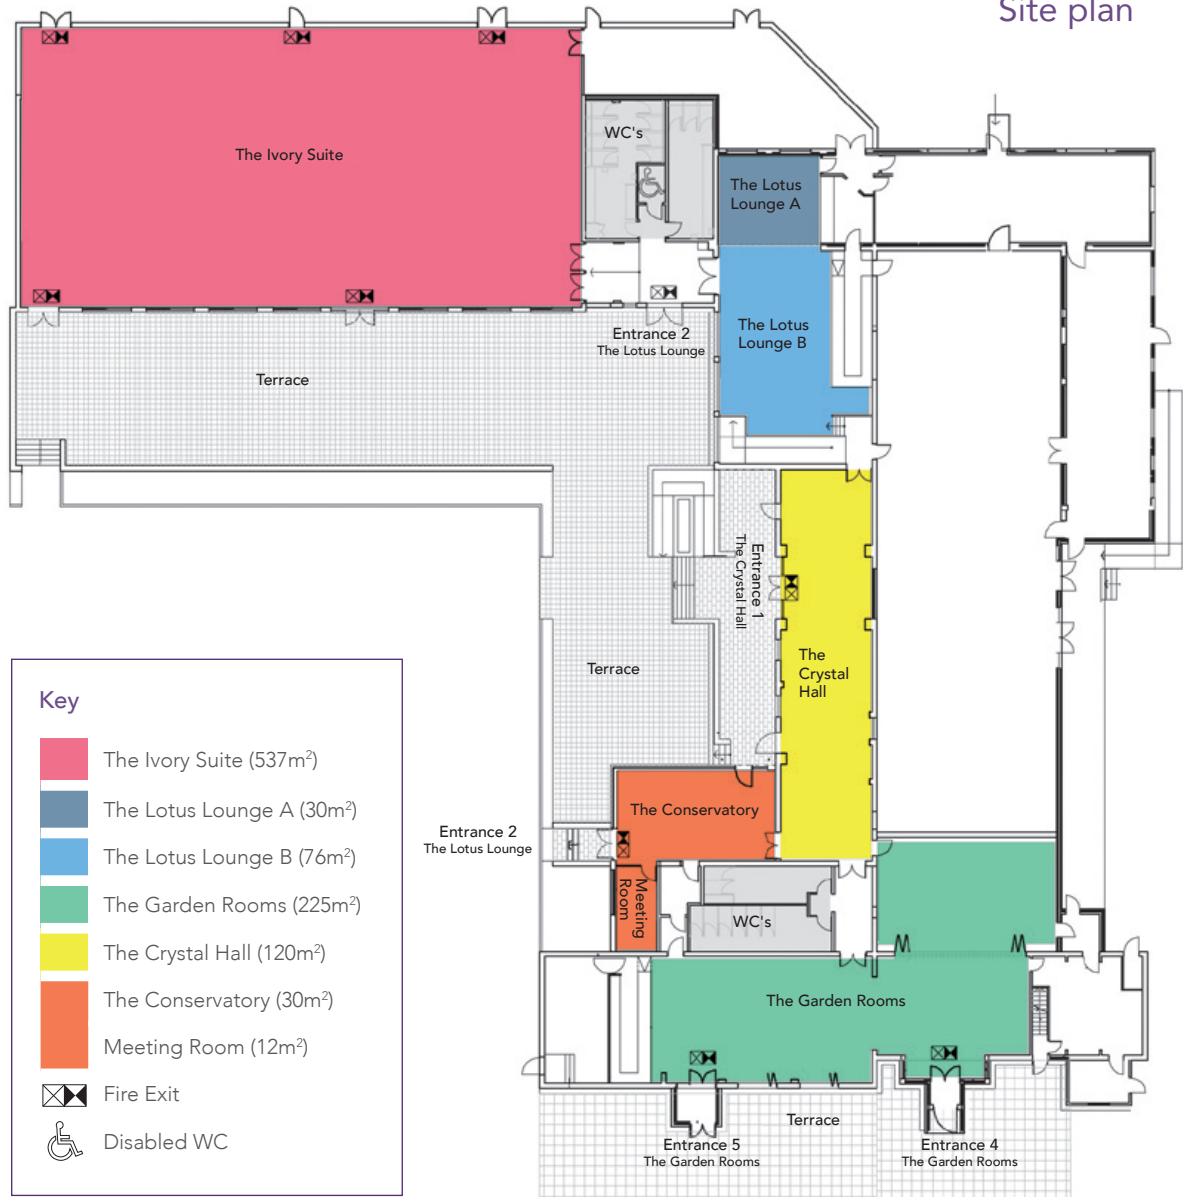 Site plan
The Ivory Suite
WC's
The Lotus
Lounge A
The Lotus
Lounge B
Entrance 2
The Lotus Lounge
Terrace
Entrance 1
The Crystal Hall
The
Crystal
Hall
Terrace
The Conservatory
Entrance 2
The Lotus Lounge
Meeting
Room
WC's
The Garden Rooms
Terrace
Entrance 5
The Garden Rooms
Entrance 4
The Garden Rooms
Key
The Ivory Suite (537m²)
The Lotus Lounge A (30m²)
The Lotus Lounge B (76m²)
The Garden Rooms (225m²)
The Crystal Hall (120m²)
The Conservatory (30m²)
Meeting Room (12m²)
Fire Exit
Disabled WC